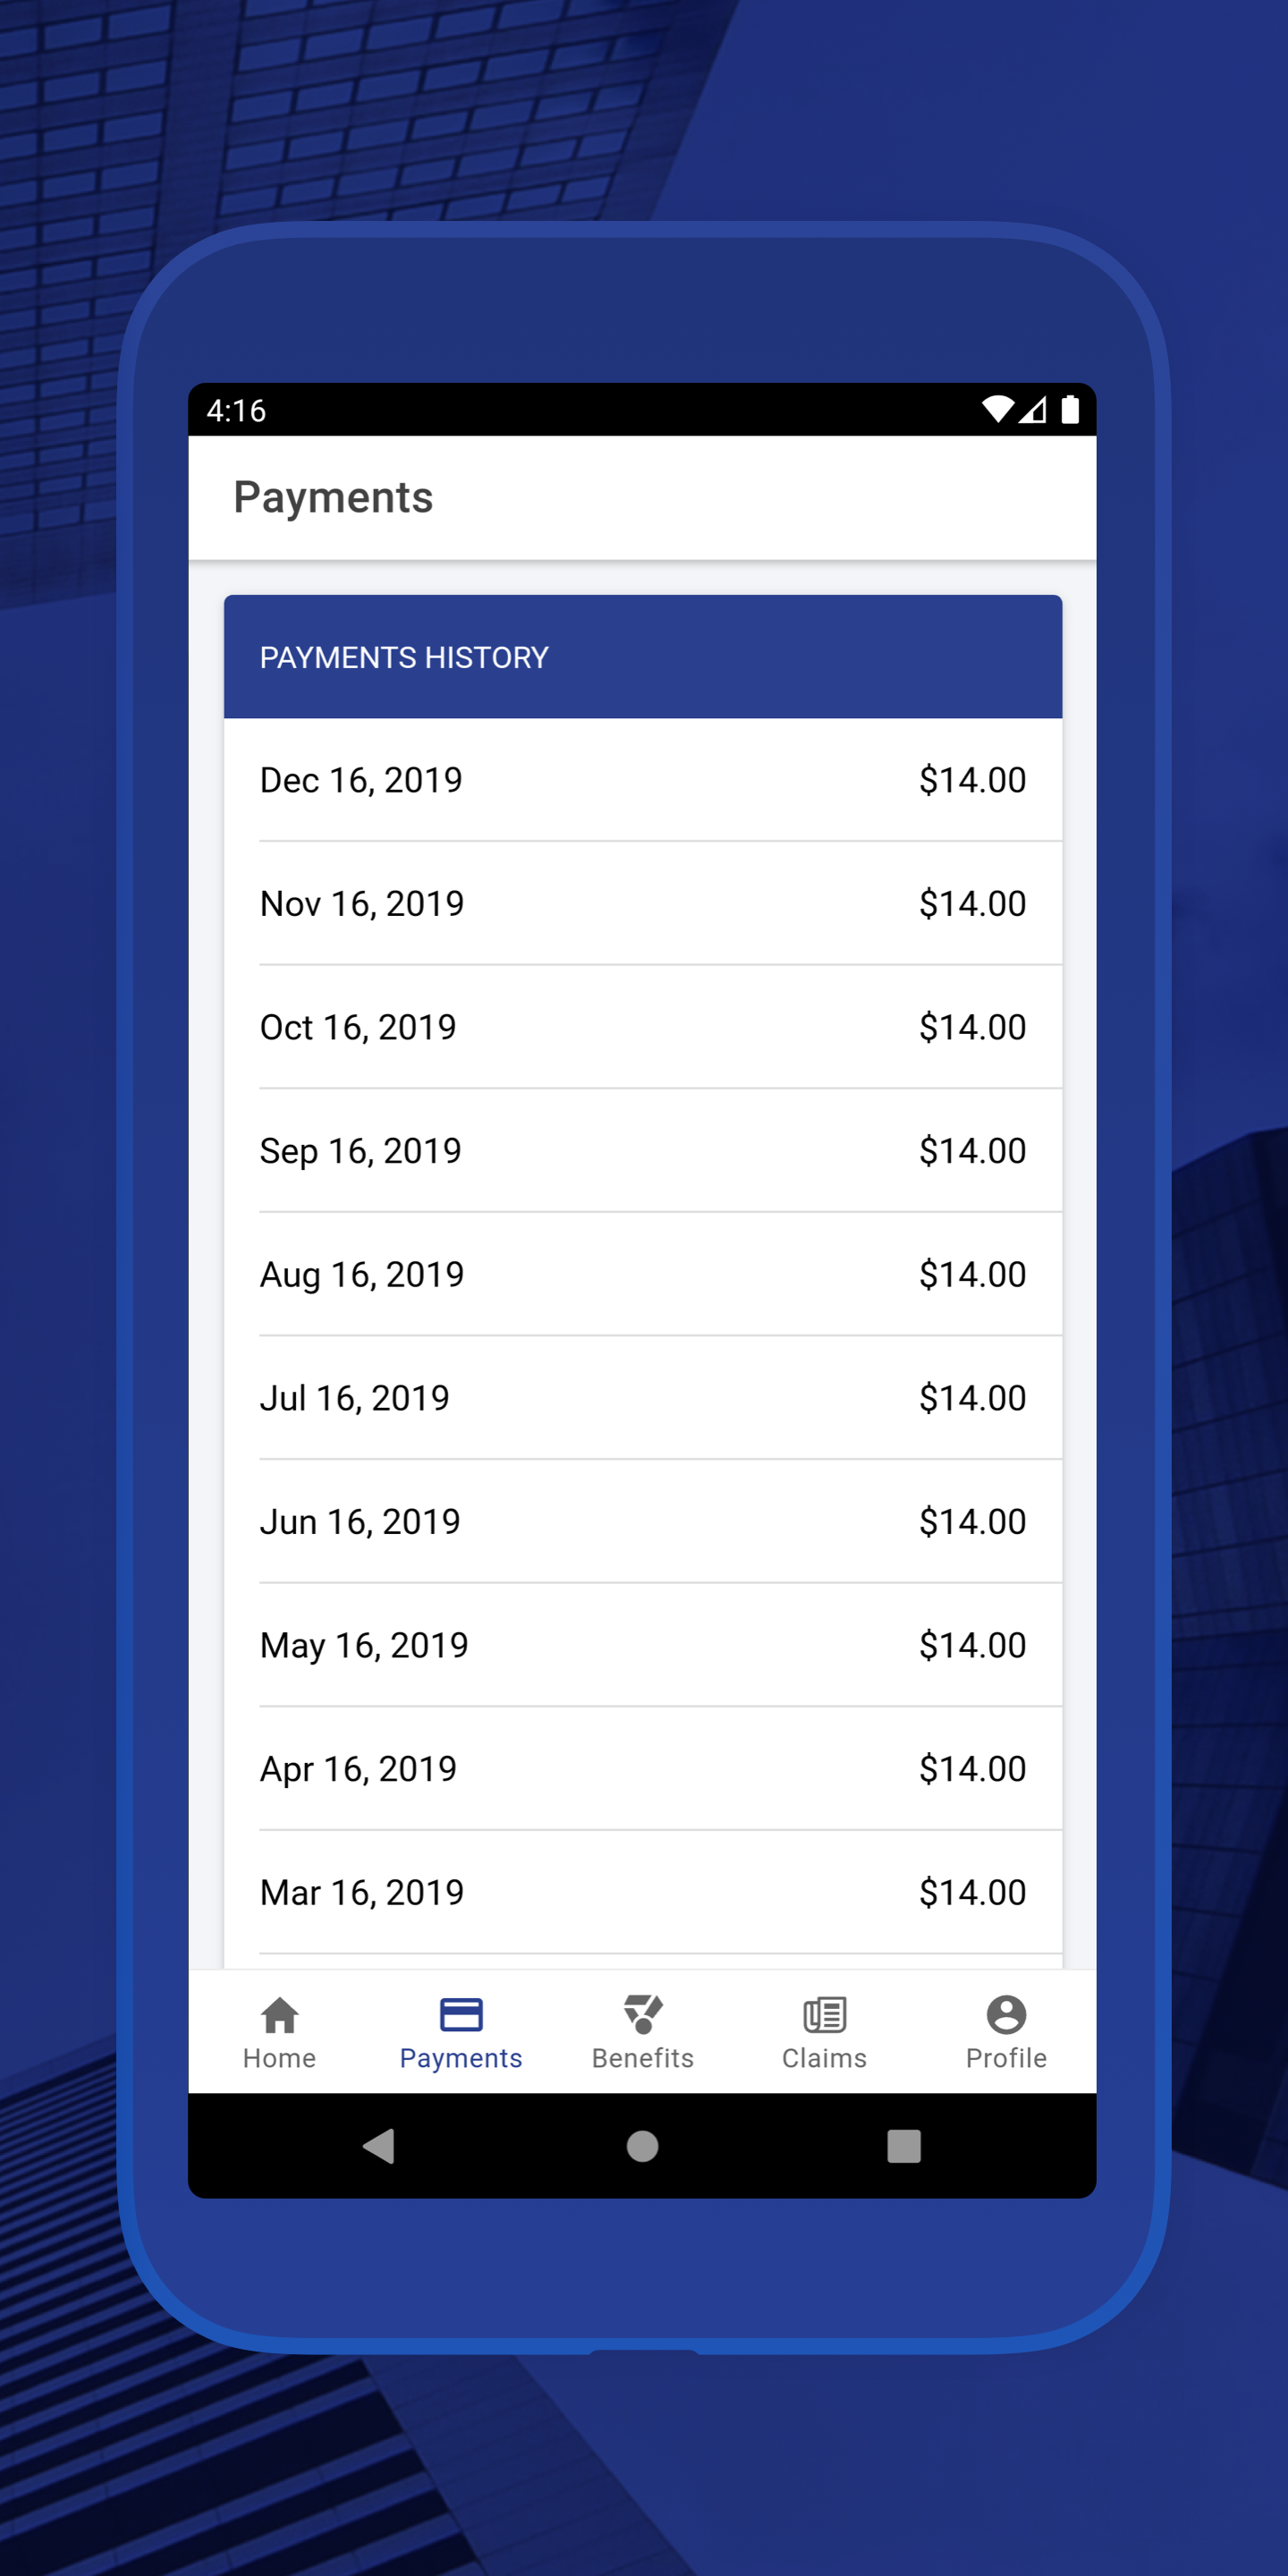 4:16
Payments
PAYMENTS HISTORY
Dec 16, 2019 $14.00
Nov 16, 2019 $14.00
Oct 16, 2019 $14.00
Sep 16, 2019 $14.00
Aug 16, 2019 $14.00
Jul 16, 2019 $14.00
Jun 16, 2019 $14.00
May 16, 2019 $14.00
Apr 16, 2019 $14.00
Mar 16, 2019 $14.00
Home Payments Benefits Claims Profile